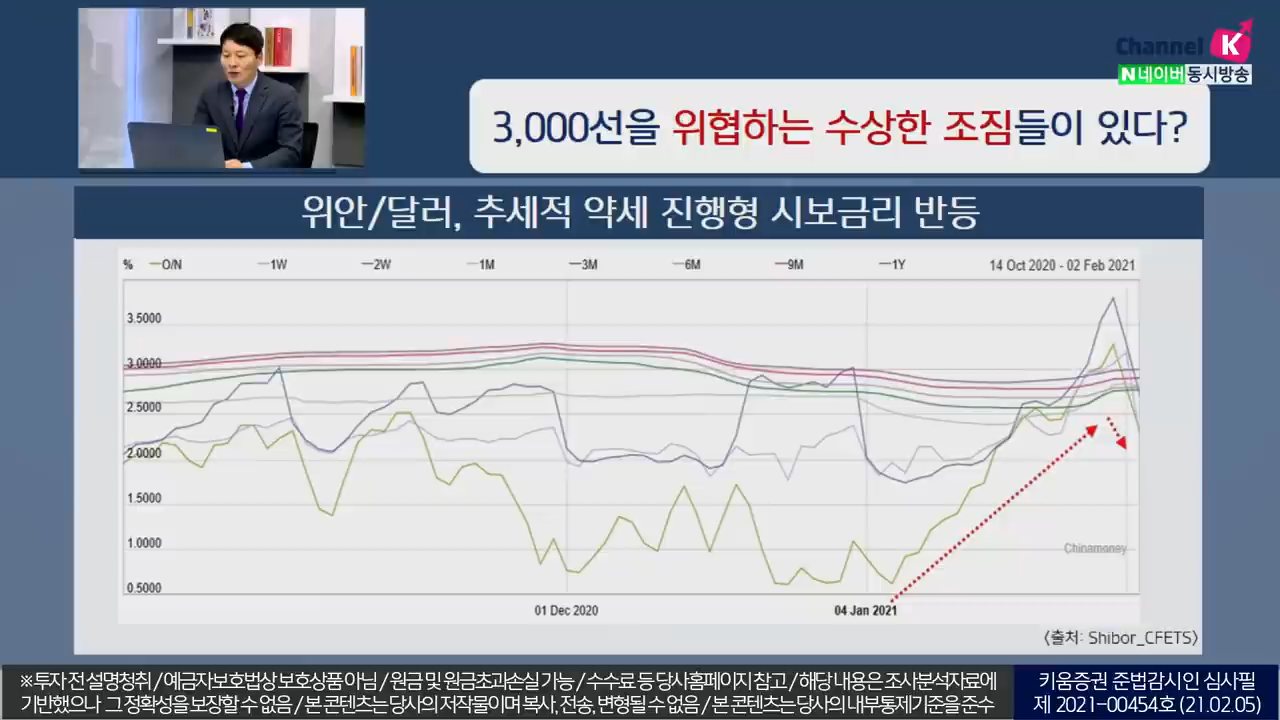 Channel K
N 네이버 동시방송
3,000선을 위협하는 수상한 조짐들이 있다?
위안/달러, 추세적 약세 진행형 시보금리 반등
% O/N 1W 2W 1M 3M 6M 9M 1Y 14 Oct 2020 - 02 Feb 2021
3.5000
3.0000
2.5000
2.0000
1.5000
1.0000
0.5000
Chinamoney
01 Dec 2020 04 Jan 2021
<출처: Shibor_CFETS>
※ 투자 전 설명청취 / 예금자보호법상 보호상품 아님 / 원금 및 원금초과손실 가능 / 수수료 등 당사홈페이지 참고 / 해당 내용은 조사분석자료에
기반했으나 그 정확성을 보장할 수 없음 / 본 콘텐츠는 당사의 저작물이며 복사, 전송, 변형될 수 없음 / 본 콘텐츠는 당사의 내부통제기준을 준수
키움증권 준법감시인 심사필
제 2021-00454호 (21.02.05)